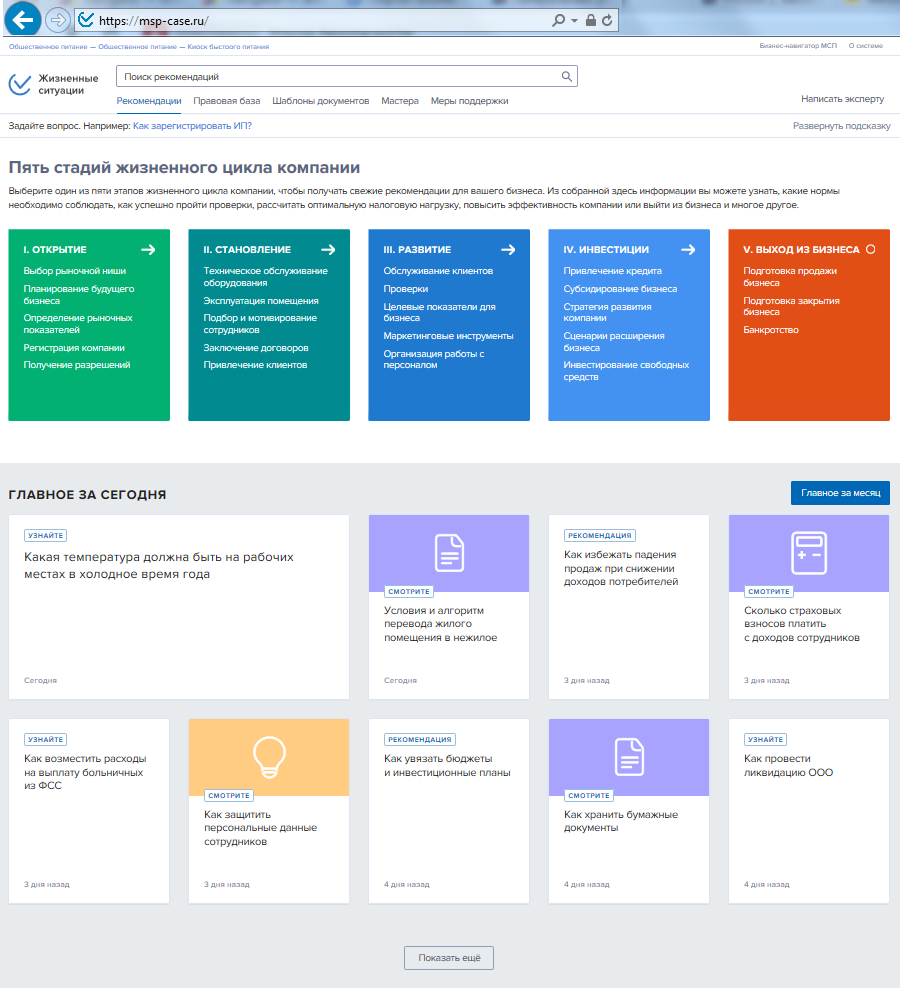 https://msp-case.ru/
Общественное питание — Общественное питание — Киоск быстрого питания
Бизнес-навигатор МСП О системе
Жизненные
ситуации
Поиск рекомендаций
Рекомендации Правовая база Шаблоны документов Мастера Меры поддержки
Написать эксперту
Задайте вопрос. Например: Как зарегистрировать ИП?
Развернуть подсказку
Пять стадий жизненного цикла компании
Выберите один из пяти этапов жизненного цикла компании, чтобы получать свежие рекомендации для вашего бизнеса. Из собранной здесь информации вы можете узнать, какие нормы
необходимо соблюдать, как успешно пройти проверки, рассчитать оптимальную налоговую нагрузку, повысить эффективность компании или выйти из бизнеса и многое другое.
I. ОТКРЫТИЕ
Выбор рыночной ниши
Планирование будущего
бизнеса
Определение рыночных
показателей
Регистрация компании
Получение разрешений
II. СТАНОВЛЕНИЕ
Техническое обслуживание
оборудования
Эксплуатация помещения
Подбор и мотивирование
сотрудников
Заключение договоров
Привлечение клиентов
III. РАЗВИТИЕ
Обслуживание клиентов
Проверки
Целевые показатели для
бизнеса
Маркетинговые инструменты
Организация работы с
персоналом
IV. ИНВЕСТИЦИИ
Привлечение кредита
Субсидирование бизнеса
Стратегия развития
компании
Сценарии расширения
бизнеса
Инвестирование свободных
средств
V. ВЫХОД ИЗ БИЗНЕСА
Подготовка продажи
бизнеса
Подготовка закрытия
бизнеса
Банкротство
ГЛАВНОЕ ЗА СЕГОДНЯ
Главное за месяц
УЗНАЙТЕ
Какая температура должна быть на рабочих
местах в холодное время года
Сегодня
СМОТРИТЕ
Условия и алгоритм
перевода жилого
помещения в нежилое
Сегодня
РЕКОМЕНДАЦИЯ
Как избежать падения
продаж при снижении
доходов потребителей
3 дня назад
СМОТРИТЕ
Сколько страховых
взносов платить
с доходов сотрудников
3 дня назад
УЗНАЙТЕ
Как возместить расходы
на выплату больничных
из ФСС
3 дня назад
СМОТРИТЕ
Как защитить
персональные данные
сотрудников
3 дня назад
РЕКОМЕНДАЦИЯ
Как увязать бюджеты
и инвестиционные планы
4 дня назад
СМОТРИТЕ
Как хранить бумажные
документы
4 дня назад
УЗНАЙТЕ
Как провести
ликвидацию ООО
4 дня назад
Показать ещё